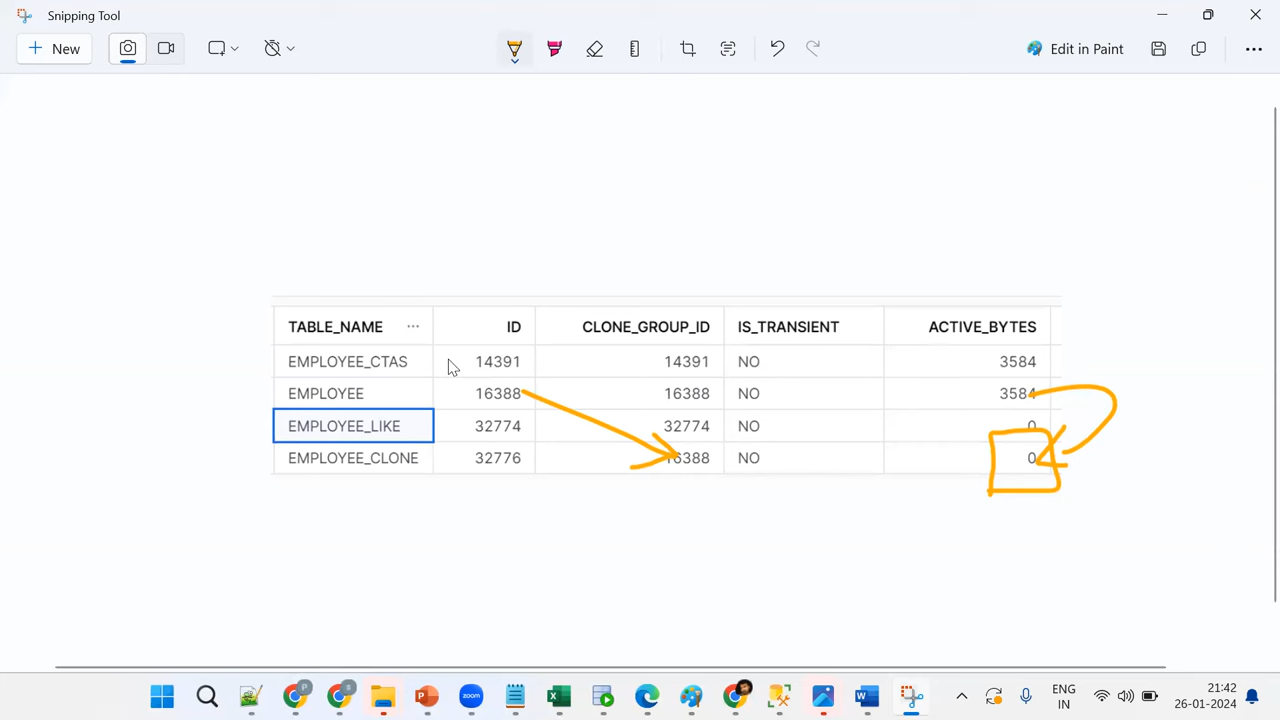 Snipping Tool
New
Edit in Paint
TABLE_NAME ... ID CLONE_GROUP_ID IS_TRANSIENT ACTIVE_BYTES
EMPLOYEE_CTAS 14391 14391 NO 3584
EMPLOYEE 16388 16388 NO 3584
EMPLOYEE_LIKE 32774 32774 NO 0
EMPLOYEE_CLONE 32776 16388 NO 0
ENG 21:42
IN 26-01-2024